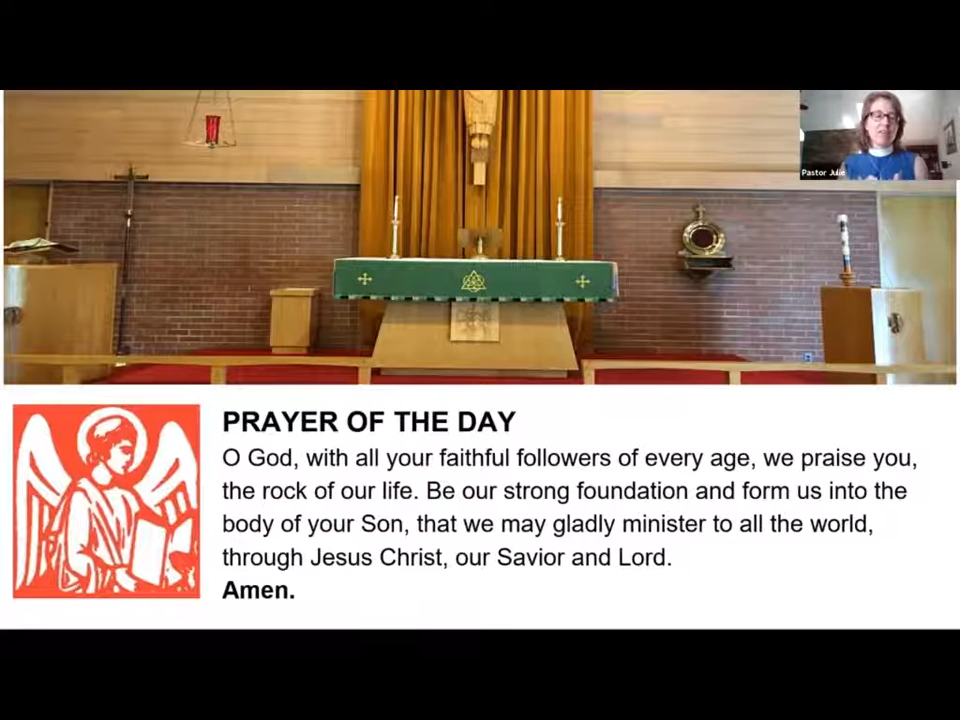 Pastor Julie
PRAYER OF THE DAY
O God, with all your faithful followers of every age, we praise you,
the rock of our life. Be our strong foundation and form us into the
body of your Son, that we may gladly minister to all the world,
through Jesus Christ, our Savior and Lord.
Amen.